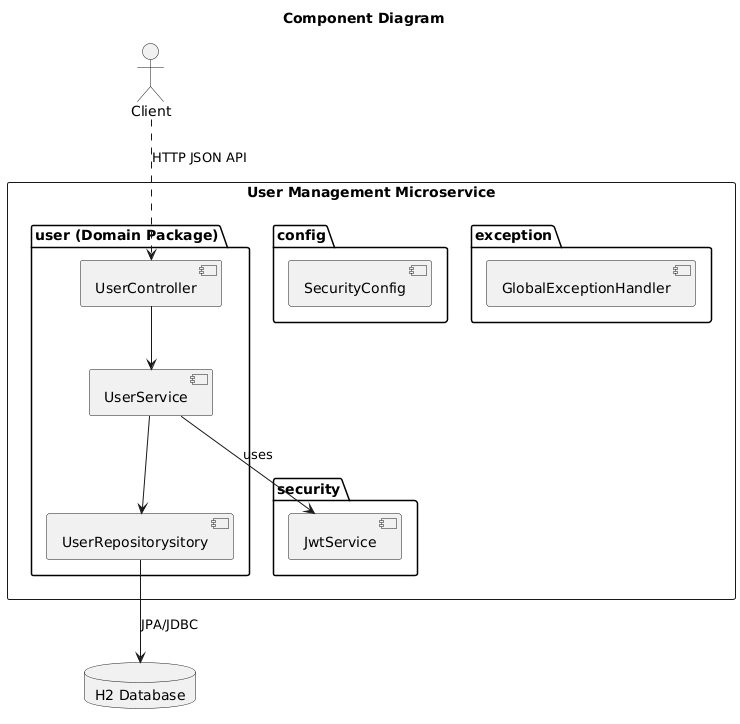 Component Diagram
Client
HTTP JSON API
User Management Microservice
user (Domain Package)
config
exception
UserController
SecurityConfig
GlobalExceptionHandler
UserService
uses
security
UserRepositorysitory
JwtService
JPA/JDBC
H2 Database